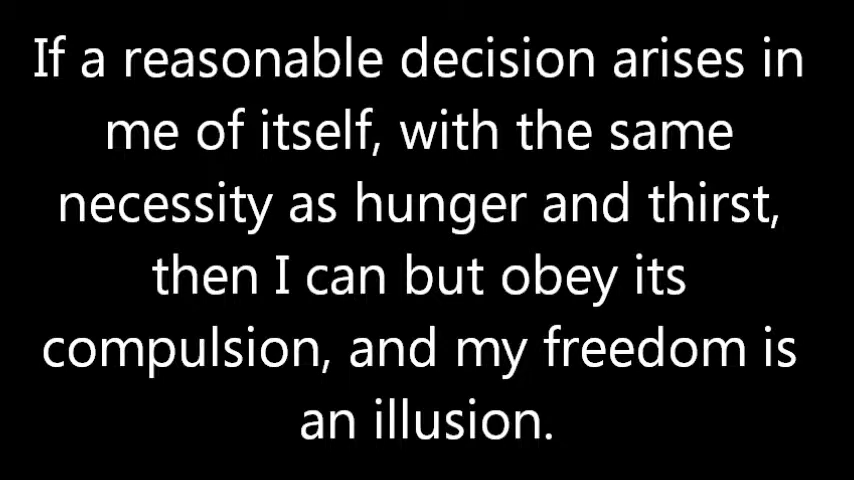 If a reasonable decision arises in
me of itself, with the same
necessity as hunger and thirst,
then I can but obey its
compulsion, and my freedom is
an illusion.